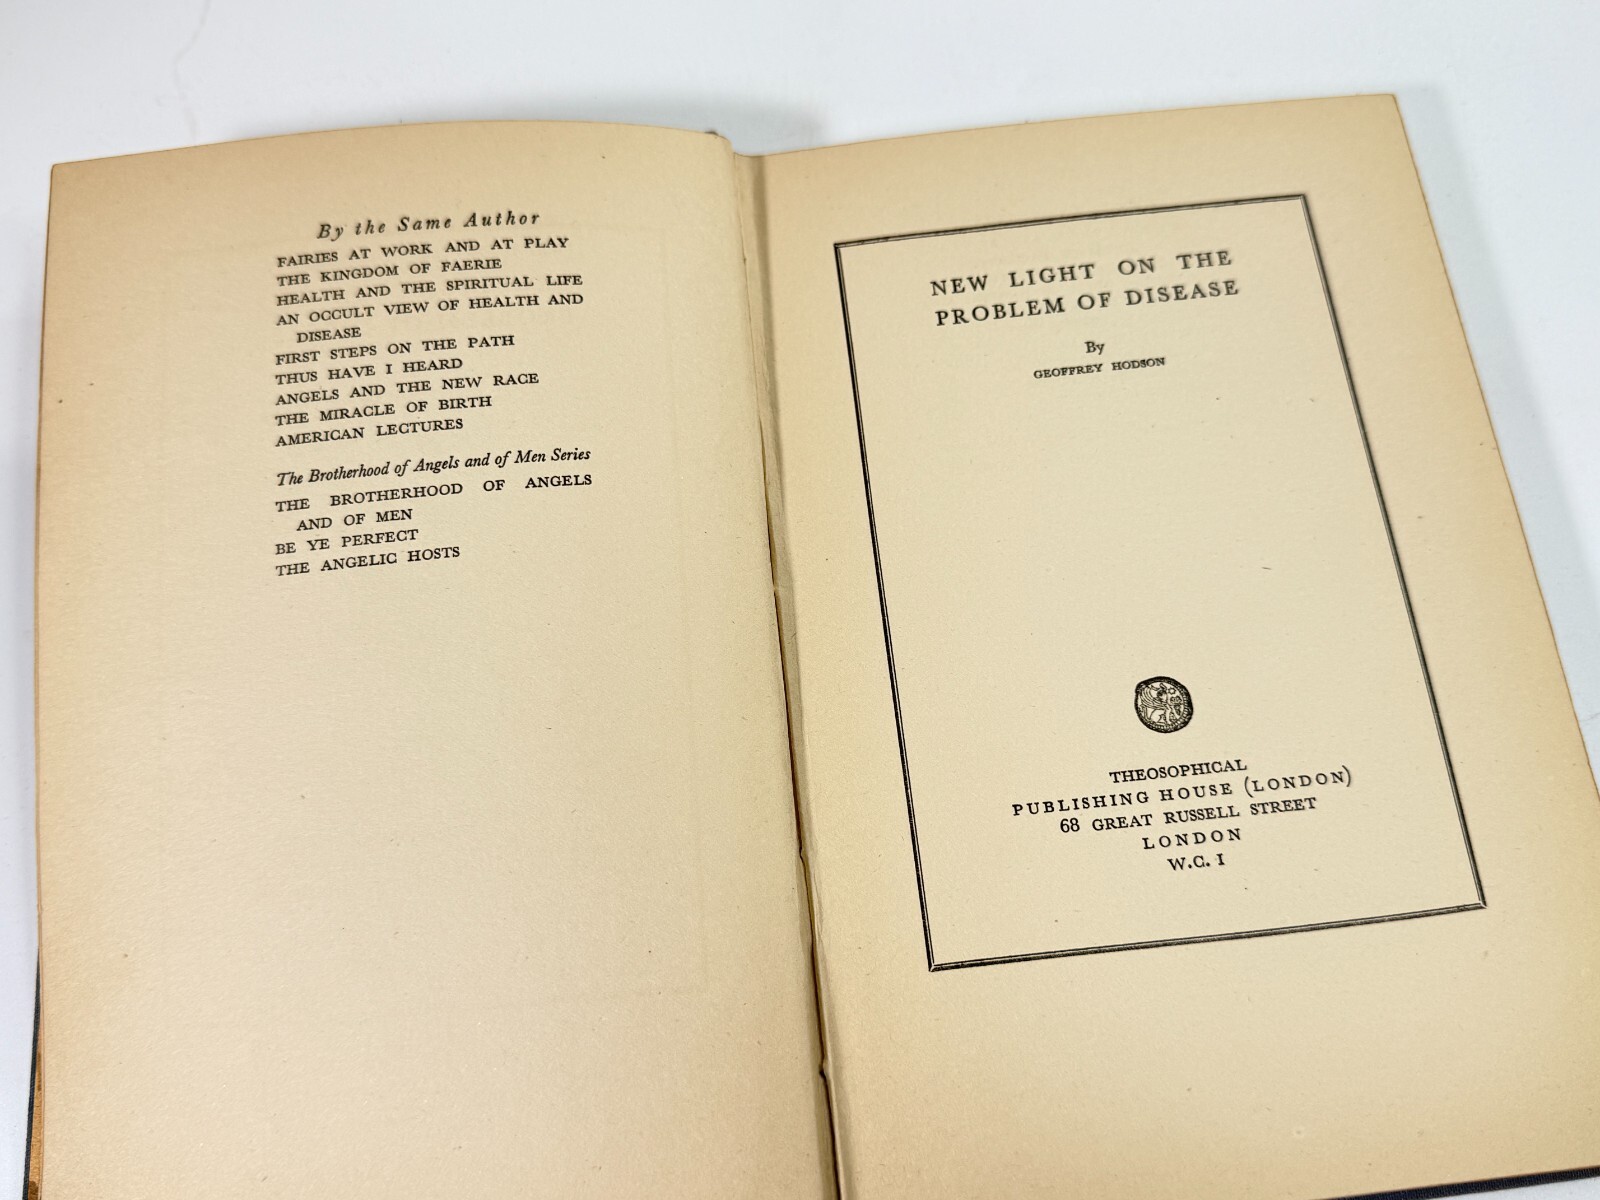 By the Same Author
FAIRIES AT WORK AND AT PLAY
THE KINGDOM OF FAERIE
HEALTH AND THE SPIRITUAL LIFE
AN OCCULT VIEW OF HEALTH AND
DISEASE
FIRST STEPS ON THE PATH
THUS HAVE I HEARD
ANGELS AND THE NEW RACE
THE MIRACLE OF BIRTH
AMERICAN LECTURES
The Brotherhood of Angels and of Men Series
THE BROTHERHOOD OF ANGELS
AND OF MEN
BE YE PERFECT
THE ANGELIC HOSTS
NEW LIGHT ON THE
PROBLEM OF DISEASE
By
GEOFFREY HODSON
THEOSOPHICAL
PUBLISHING HOUSE (LONDON)
68 GREAT RUSSELL STREET
LONDON
W.C. 1